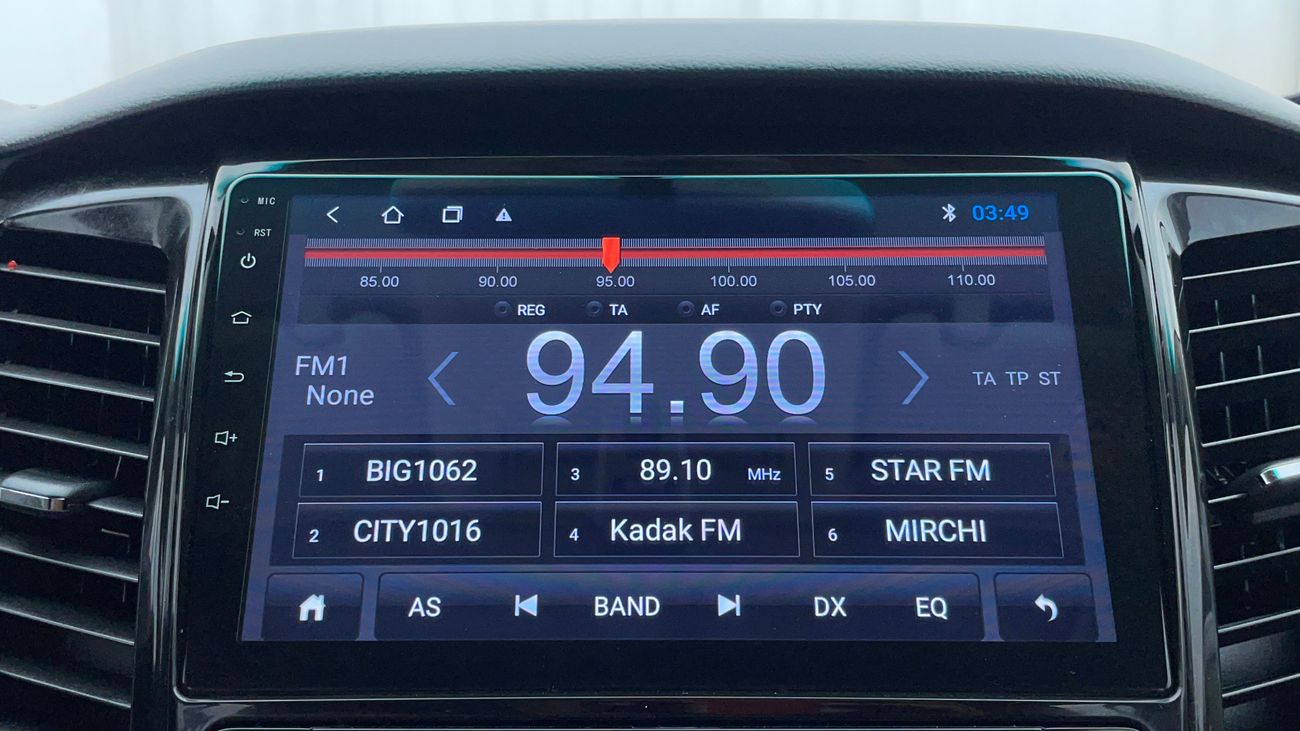 MIC
03:49
RST
85.00 90.00 95.00 100.00 105.00 110.00
REG TA AF PTY
FM1
None
94.90
TA TP ST
1 BIG1062
3 89.10 MHz
5 STAR FM
2 CITY1016
4 Kadak FM
6 MIRCHI
AS BAND DX EQ